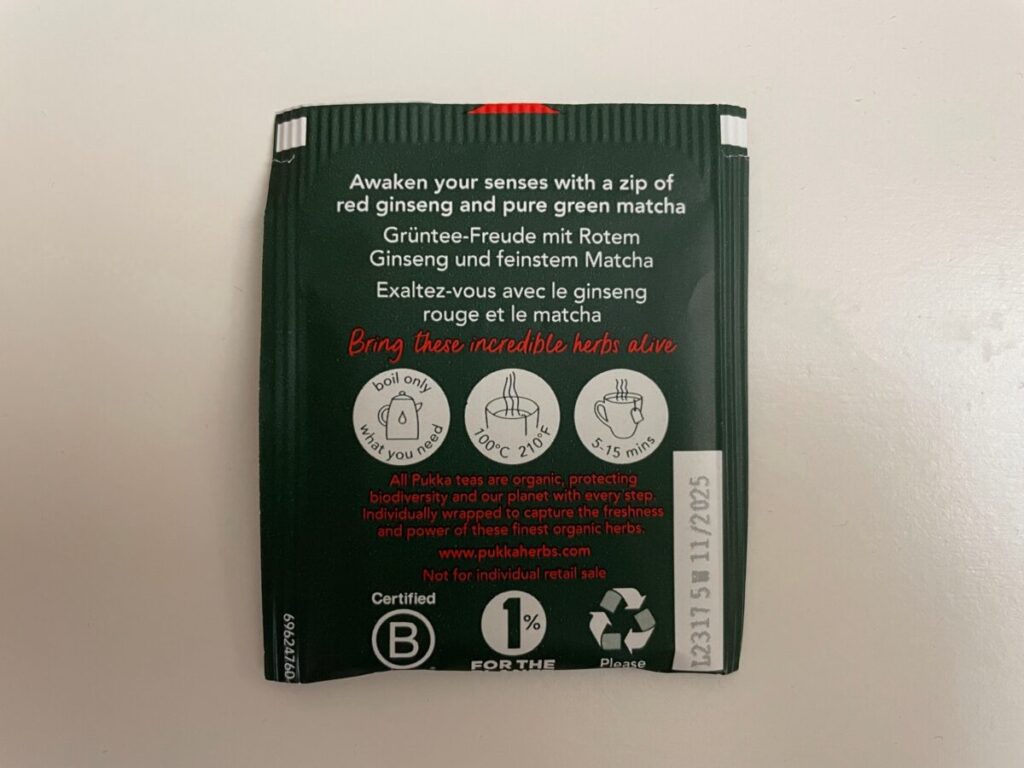 Awaken your senses with a zip of
red ginseng and pure green matcha
Grüntee-Freude mit Rotem
Ginseng und feinstem Matcha
Exaltez-vous avec le ginseng
rouge et le matcha
Bring these incredible herbs alive
boil only
what you need
100°C 210°F
5-15 mins
All Pukka teas are organic, protecting
biodiversity and our planet with every step.
Individually wrapped to capture the freshness
and power of these finest organic herbs.
www.pukkaherbs.com
Not for individual retail sale
Certified
B
1%
FOR THE
Please
69624760
L2317 5 11/2025